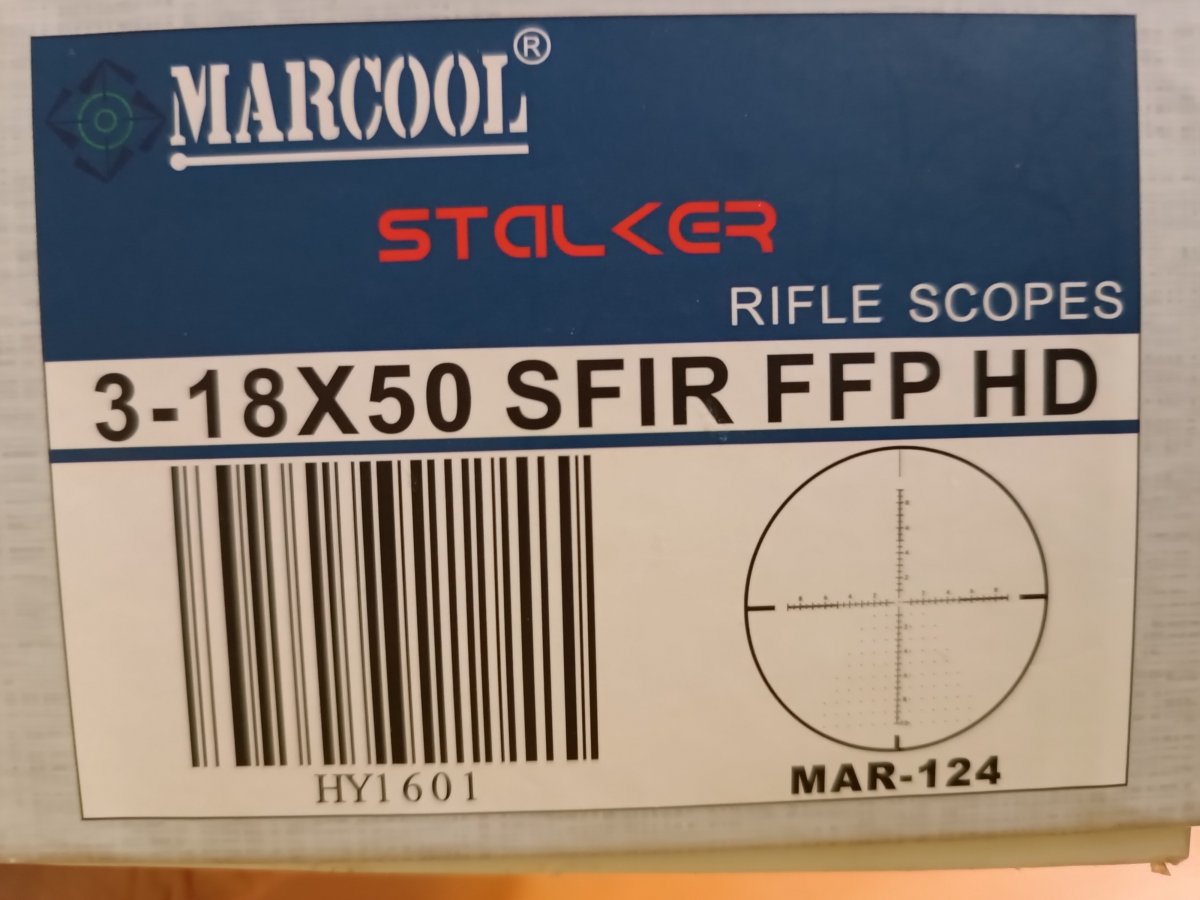 MARCOOL®
STALKER
RIFLE SCOPES
3-18X50 SFIR FFP HD
HY1601
MAR-124